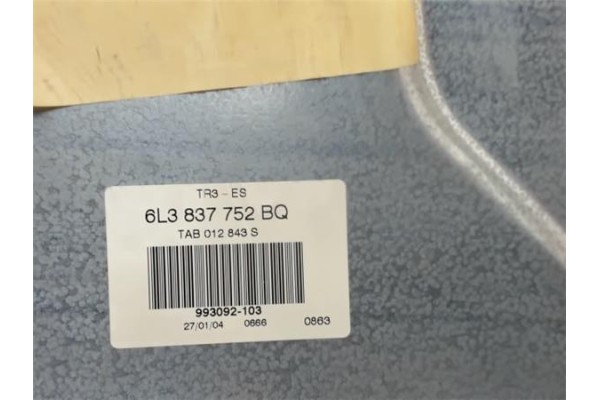 TR3 - ES
6L3 837 752 BQ
TAB 012 843 S
993092-103
27/01/04 0666 0863